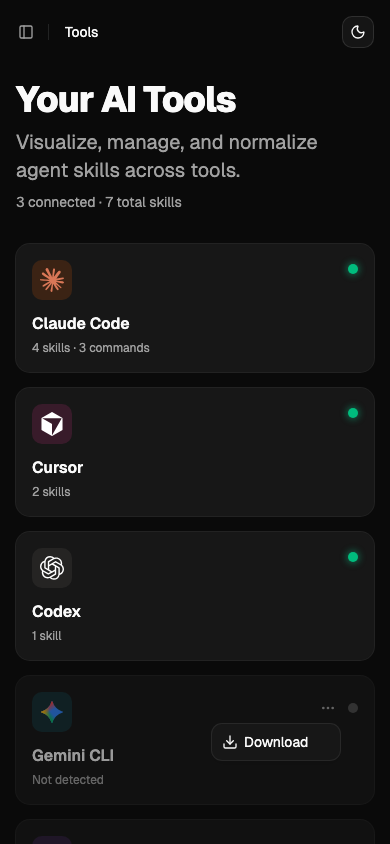 Tools
Your AI Tools
Visualize, manage, and normalize
agent skills across tools.
3 connected · 7 total skills
Claude Code
4 skills · 3 commands
Cursor
2 skills
Codex
1 skill
Download
Gemini CLI
Not detected